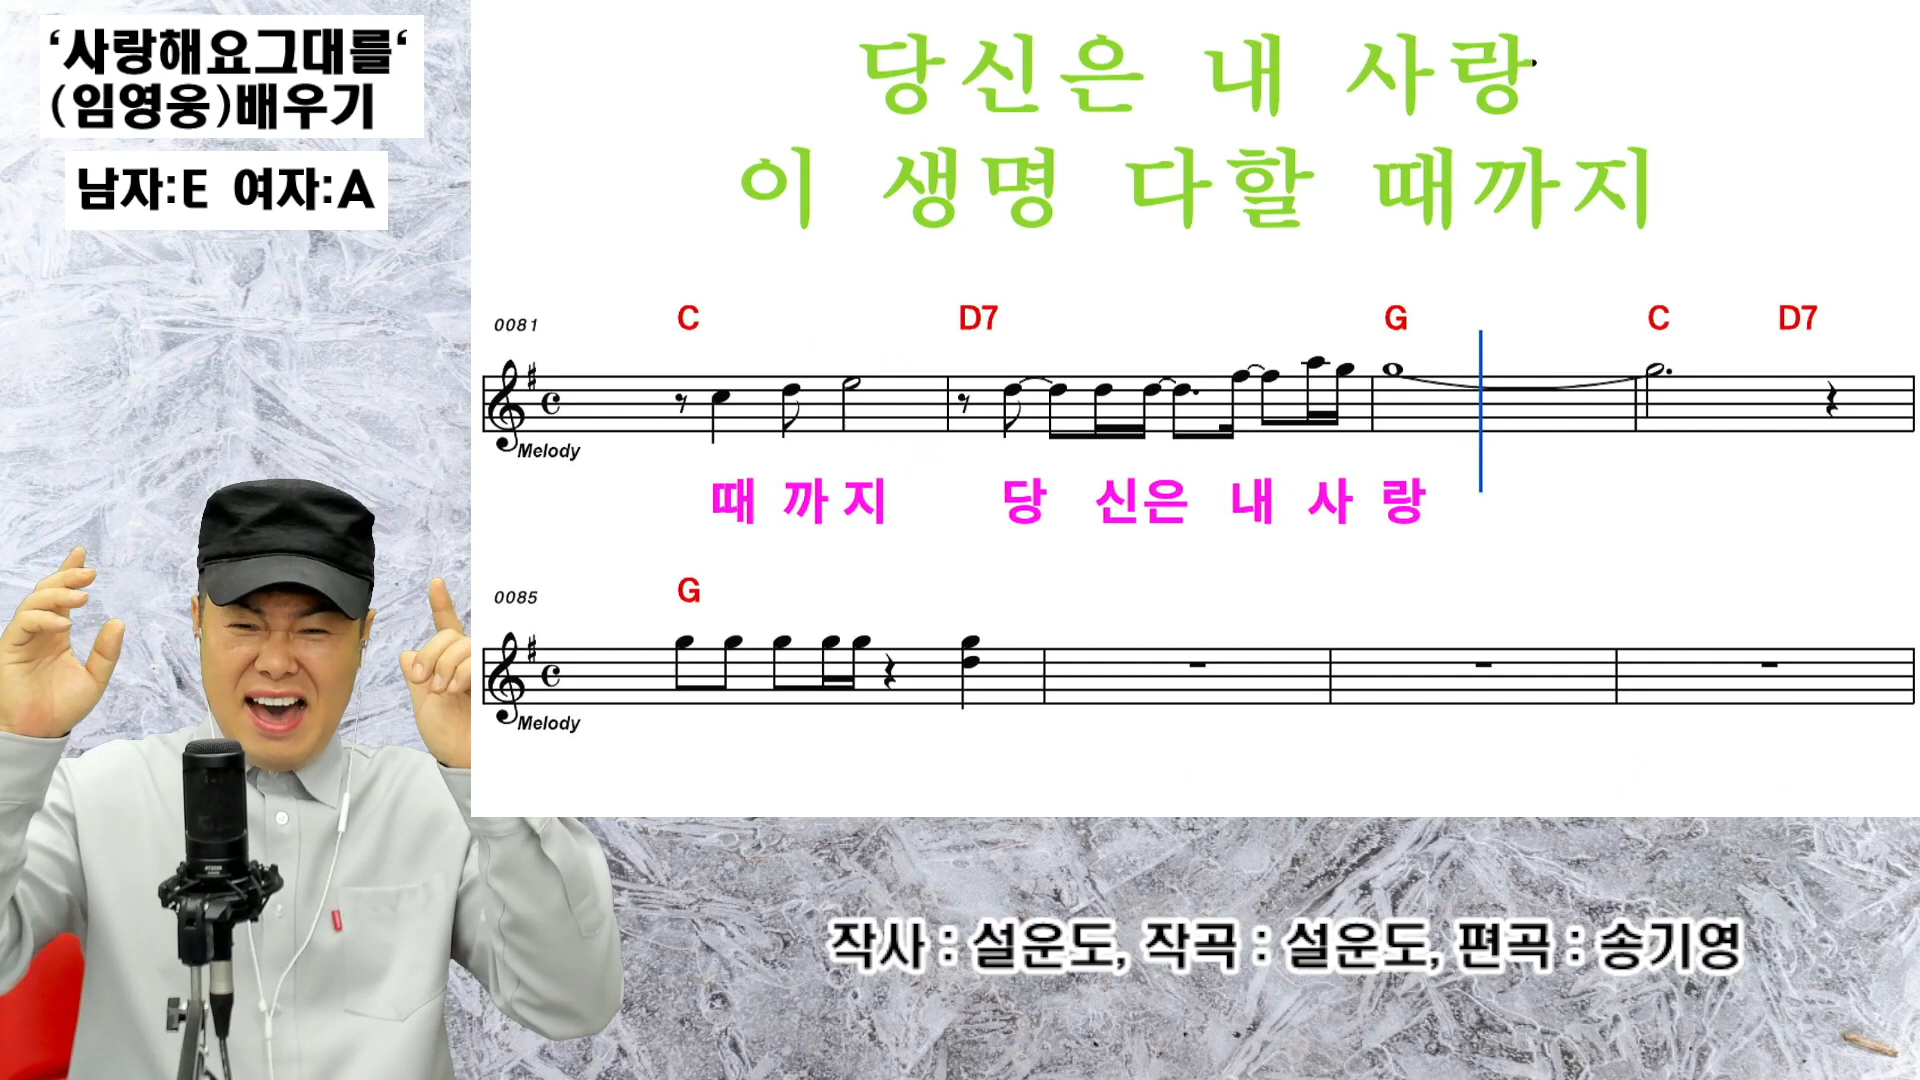 ‘사랑해요그대를‘
(임영웅)배우기
남자:E 여자:A
당신은 내 사랑
이 생명 다할 때까지
0081 C D7 G C D7
Melody
때 까 지 당 신은 내 사 랑
0085 G
Melody
작사 : 설운도, 작곡 : 설운도, 편곡 : 송기영